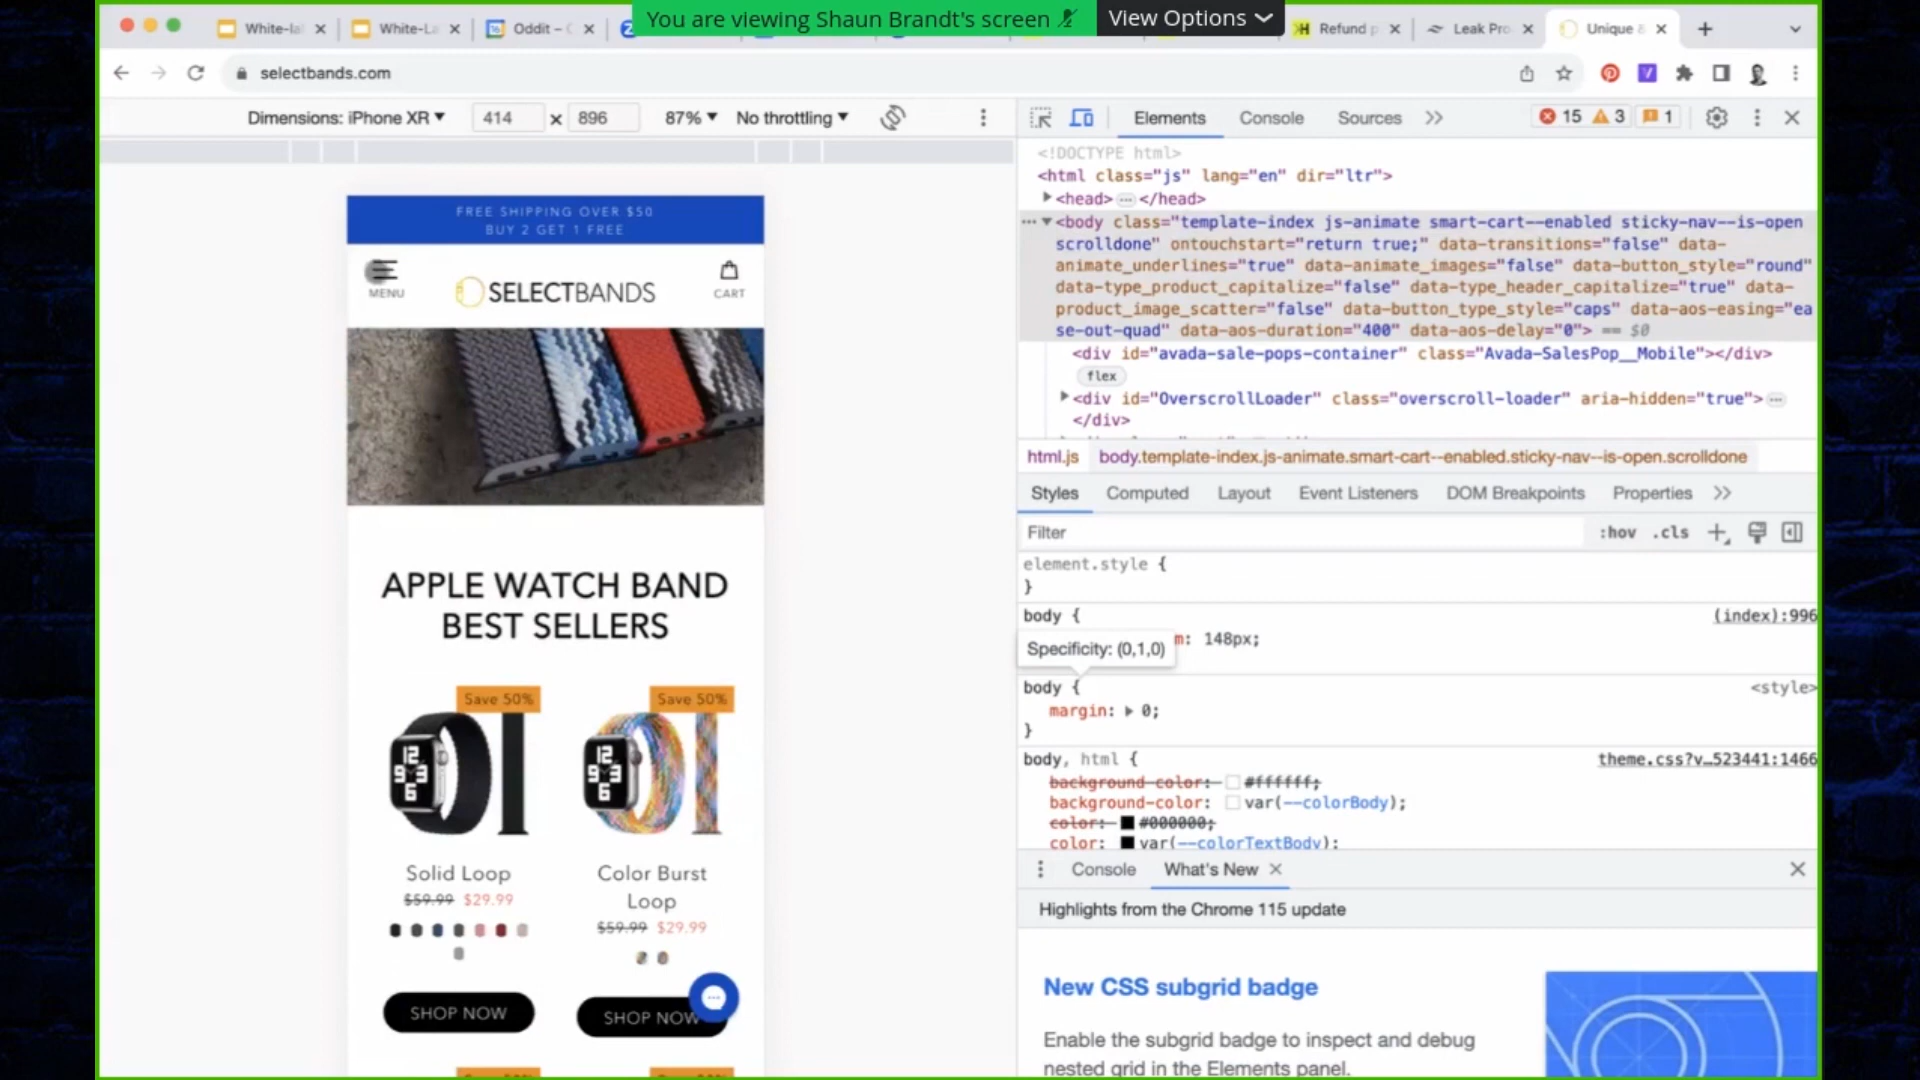 You are viewing Shaun Brandt's screen
View Options
White-la
White-La
Oddit –
Refund p
Leak Pro
Unique &
selectbands.com
Dimensions: iPhone XR
414 × 896
87%
No throttling
Elements
Console
Sources
15
3
1
FREE SHIPPING OVER $50
BUY 2 GET 1 FREE
MENU
SELECTBANDS
CART
APPLE WATCH BAND
BEST SELLERS
Save 50%
Save 50%
Solid Loop
$59.99 $29.99
Color Burst
Loop
$59.99 $29.99
SHOP NOW
SHOP NOW
<!DOCTYPE html>
<html class="js" lang="en" dir="ltr">
<head> … </head>
<body class="template-index js-animate smart-cart--enabled sticky-nav--is-open
scrolldone" ontouchstart="return true;" data-transitions="false" data-
animate_underlines="true" data-animate_images="false" data-button_style="round"
data-type_product_capitalize="false" data-type_header_capitalize="true" data-
product_image_scatter="false" data-button_type_style="caps" data-aos-easing="ea
se-out-quad" data-aos-duration="400" data-aos-delay="0"> == $0
<div id="avada-sale-pops-container" class="Avada-SalesPop__Mobile"></div>
flex
<div id="OverscrollLoader" class="overscroll-loader" aria-hidden="true"> …
</div>
html.js
body.template-index.js-animate.smart-cart--enabled.sticky-nav--is-open.scrolldone
Styles
Computed
Layout
Event Listeners
DOM Breakpoints
Properties
Filter
:hov .cls
element.style {
}
body {
(index):996
m: 148px;
Specificity: (0,1,0)
body {
<style>
margin: 0;
}
body, html {
theme.css?v…523441:1466
background-color: #ffffff;
background-color: var(--colorBody);
color: #000000;
color: var(--colorTextBody);
Console
What's New
Highlights from the Chrome 115 update
New CSS subgrid badge
Enable the subgrid badge to inspect and debug
nested grid in the Elements panel.